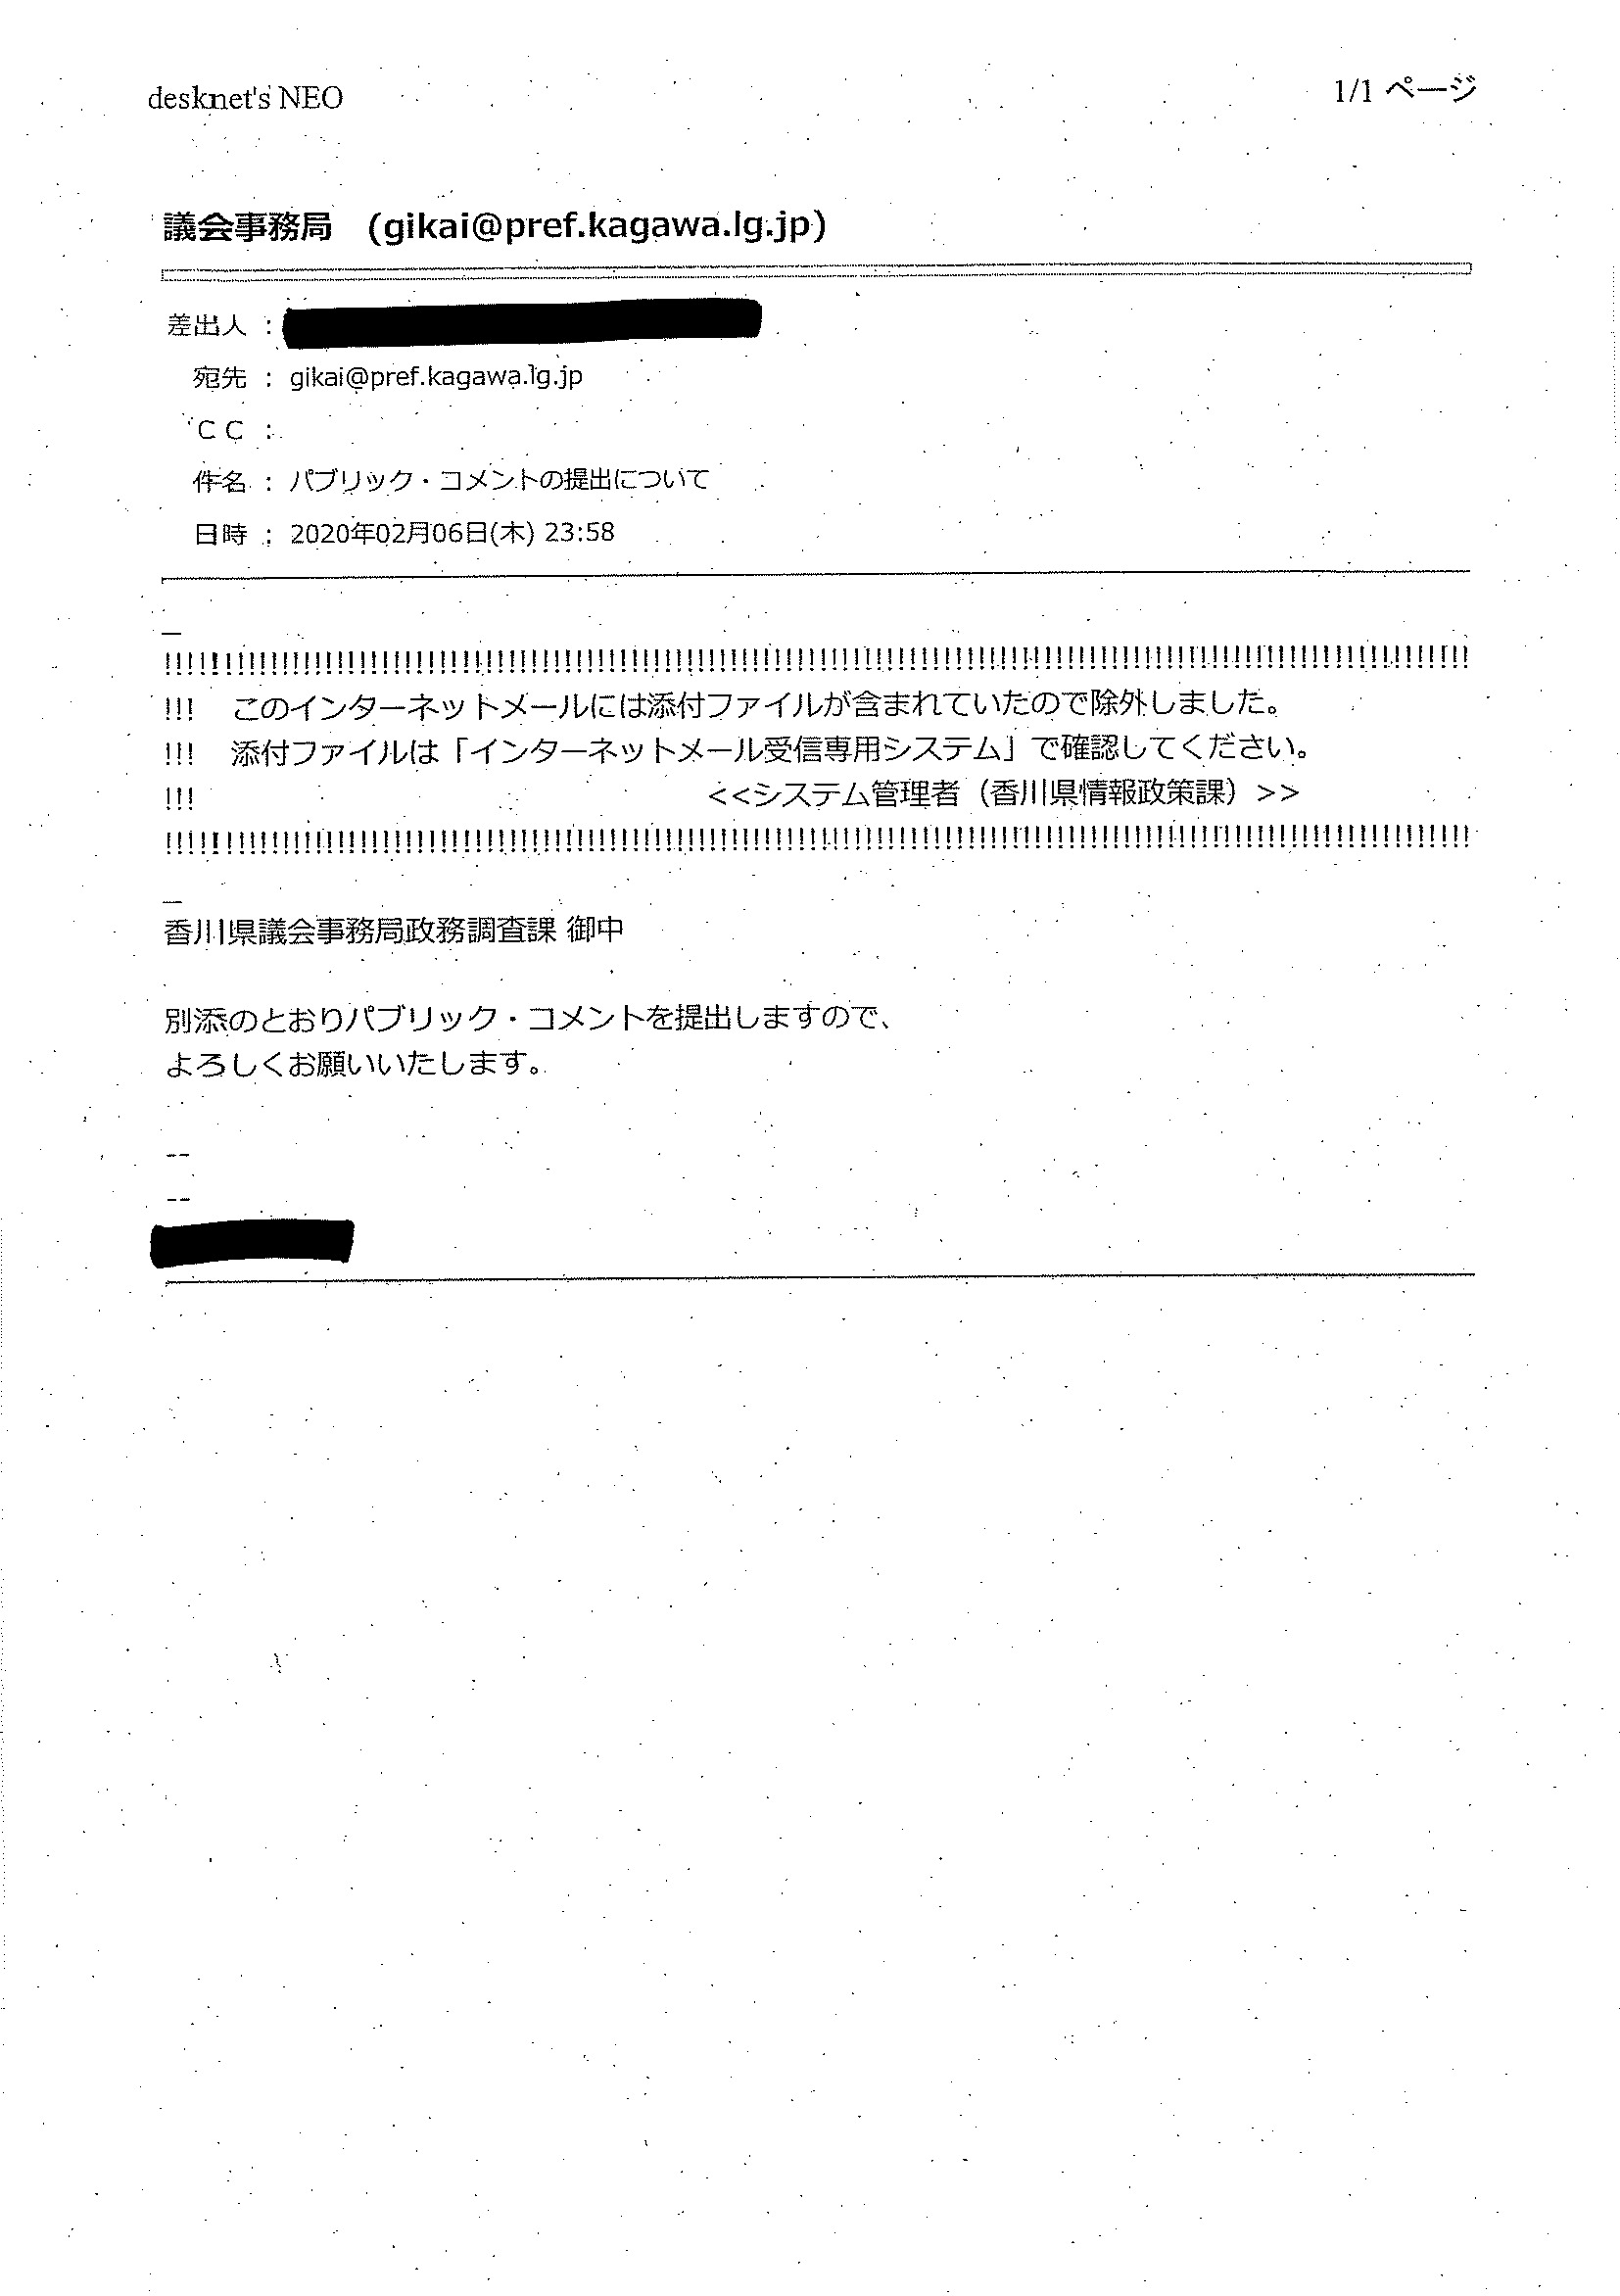 desknet's NEO
1/1 ページ
議会事務局 (gikai@pref.kagawa.lg.jp)
差出人 :
宛先 : gikai@pref.kagawa.lg.jp
ＣＣ :
件名 : パブリック・コメントの提出について
日時 : 2020年02月06日(木) 23:58
!!!!!!!!!!!!!!!!!!!!!!!!!!!!!!!!!!!!!!!!!!!!!!!!!!!!!!!!!!!!!!!!!!!!!!!!!!!!!!!!!!!!!!!!!!!!!!!!!!!!!!!!!!!!!!
!!!　このインターネットメールには添付ファイルが含まれていたので除外しました。
!!!　添付ファイルは「インターネットメール受信専用システム」で確認してください。
!!!　<<システム管理者（香川県情報政策課）>>
!!!!!!!!!!!!!!!!!!!!!!!!!!!!!!!!!!!!!!!!!!!!!!!!!!!!!!!!!!!!!!!!!!!!!!!!!!!!!!!!!!!!!!!!!!!!!!!!!!!!!!!!!!!!!!
香川県議会事務局政務調査課 御中
別添のとおりパブリック・コメントを提出しますので、
よろしくお願いいたします。
--
--